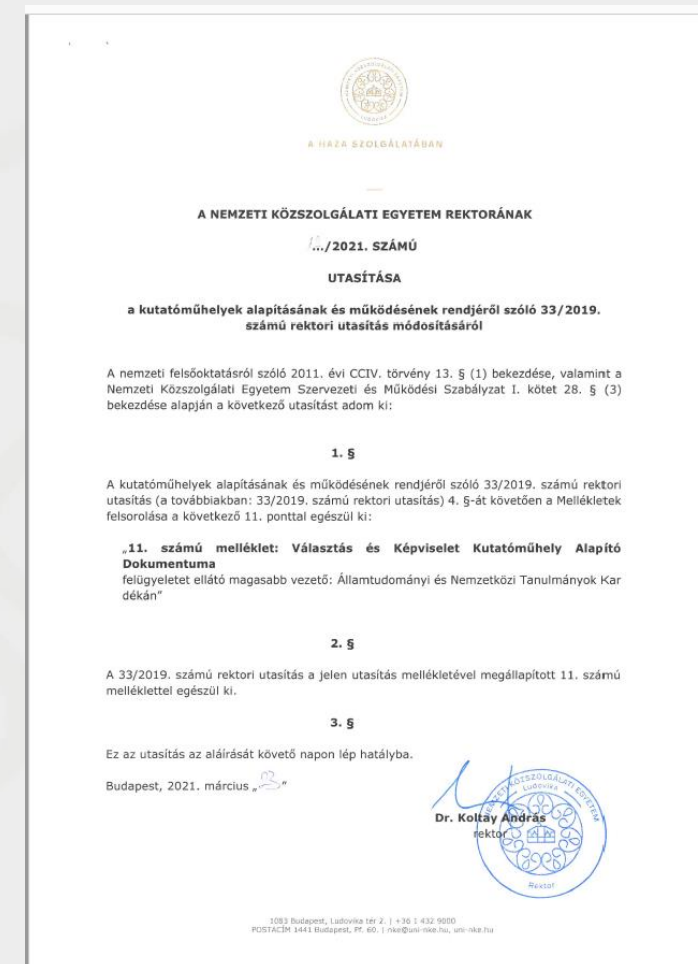 A HAZA SZOLGÁLATÁBAN
A NEMZETI KÖZSZOLGÁLATI EGYETEM REKTORÁNAK
.../2021. SZÁMÚ
UTASÍTÁSA
a kutatóműhelyek alapításának és működésének rendjéről szóló 33/2019.
számú rektori utasítás módosításáról
A nemzeti felsőoktatásról szóló 2011. évi CCIV. törvény 13. § (1) bekezdése, valamint a
Nemzeti Közszolgálati Egyetem Szervezeti és Működési Szabályzat I. kötet 28. § (3)
bekezdése alapján a következő utasítást adom ki:
1. §
A kutatóműhelyek alapításának és működésének rendjéről szóló 33/2019. számú rektori
utasítás (a továbbiakban: 33/2019. számú rektori utasítás) 4. §-át követően a Mellékletek
felsorolása a következő 11. ponttal egészül ki:
„11. számú melléklet: Választás és Képviselet Kutatóműhely Alapító
Dokumentuma
felügyeletet ellátó magasabb vezető: Államtudományi és Nemzetközi Tanulmányok Kar
dékán”
2. §
A 33/2019. számú rektori utasítás a jelen utasítás mellékletével megállapított 11. számú
melléklettel egészül ki.
3. §
Ez az utasítás az aláírását követő napon lép hatályba.
Budapest, 2021. március „ ”
Dr. Koltay András
rektor
NEMZETI KÖZSZOLGÁLATI EGYETEM
Ludovika
Rektor
1083 Budapest, Ludovika tér 2. | +36 1 432 9000
POSTACÍM 1441 Budapest, Pf. 60. | nke@uni-nke.hu, uni-nke.hu